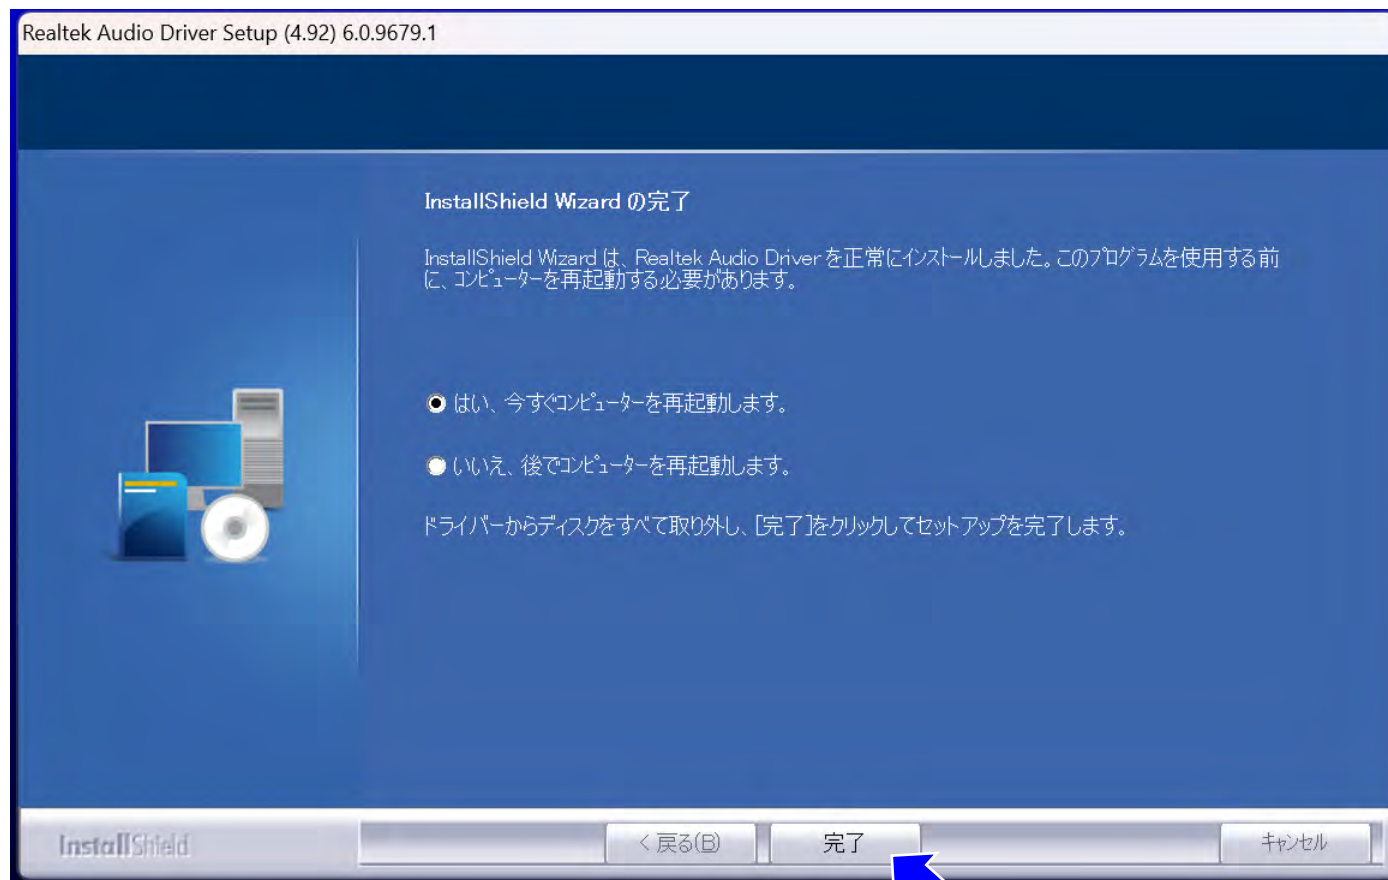 Realtek Audio Driver Setup (4.92) 6.0.9679.1
InstallShield Wizard の完了
InstallShield Wizard は、Realtek Audio Driver を正常にインストールしました。このプログラムを使用する前
に、コンピューターを再起動する必要があります。
はい、今すぐコンピューターを再起動します。
いいえ、後でコンピューターを再起動します。
ドライバーからディスクをすべて取り外し、[完了]をクリックしてセットアップを完了します。
InstallShield
< 戻る(B)
完了
キャンセル